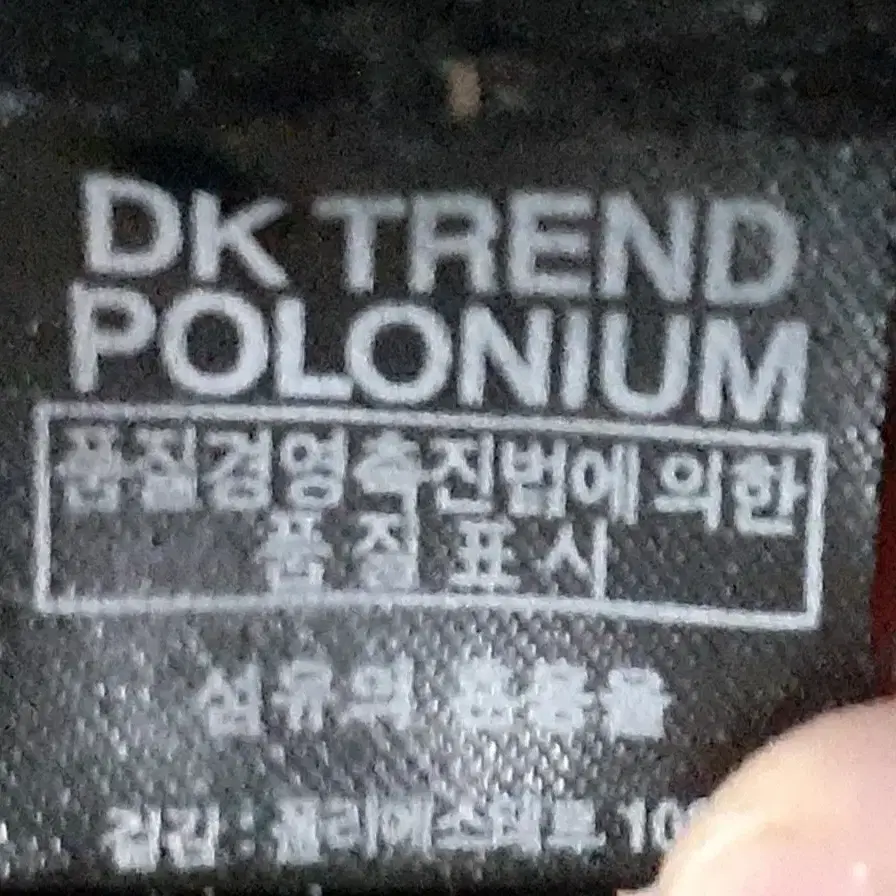 DK TREND
POLONIUM
품질경영촉진법에 의한
품질표시
섬유의 혼용율
겉감 : 폴리에스테르 10